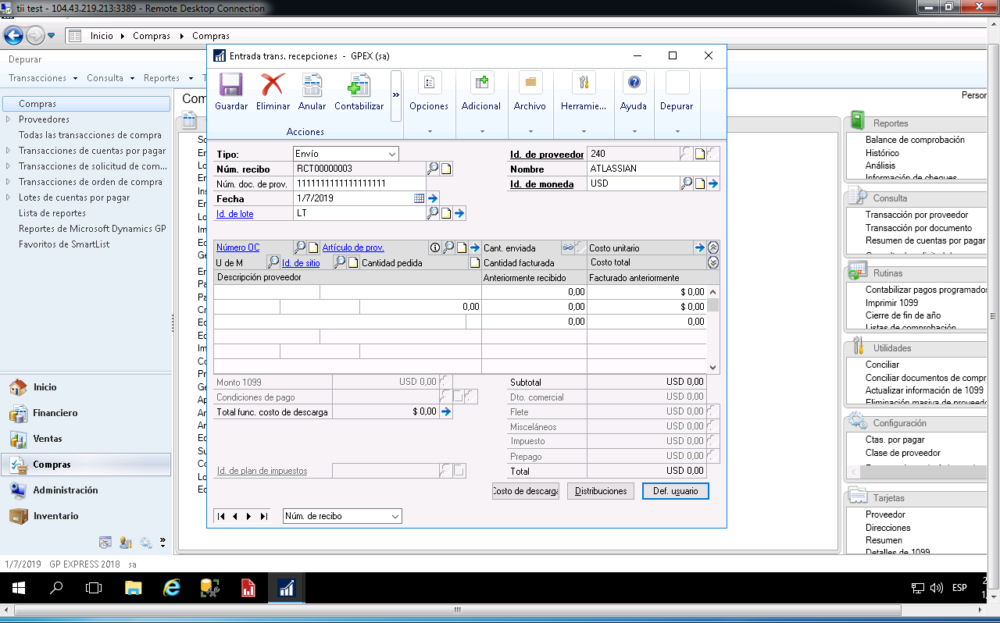 tii test - 104.43.219.213:3389 - Remote Desktop Connection
Inicio Compras Compras
Depurar
Transacciones Consulta Reportes
Entrada trans. recepciones - GPEX (sa)
Guardar Eliminar Anular Contabilizar » Opciones Adicional Archivo Herramie... Ayuda Depurar
Acciones
Compras
Proveedores
Todas las transacciones de compra
Transacciones de cuentas por pagar
Transacciones de solicitud de com...
Transacciones de orden de compra
Lotes de cuentas por pagar
Lista de reportes
Reportes de Microsoft Dynamics GP
Favoritos de SmartList
Inicio
Financiero
Ventas
Compras
Administración
Inventario
Tipo: Envío
Núm. recibo RCT00000003
Núm. doc. de prov. 1111111111111111111
Fecha 1/7/2019
Id. de lote LT
Id. de proveedor 240
Nombre ATLASSIAN
Id. de moneda USD
Número OC Artículo de prov. Cant. enviada Costo unitario
U de M Id. de sitio Cantidad pedida Cantidad facturada Costo total
Descripción proveedor Anteriormente recibido Facturado anteriormente
0,00 $ 0,00
0,00 0,00 $ 0,00
0,00 0,00
Monto 1099 USD 0,00
Condiciones de pago
Total func. costo de descarga $ 0,00
Id. de plan de impuestos
Subtotal USD 0,00
Dto. comercial USD 0,00
Flete USD 0,00
Misceláneos USD 0,00
Impuesto USD 0,00
Prepago USD 0,00
Total USD 0,00
Costo de descarga Distribuciones Def. usuario
Núm. de recibo
Reportes
Balance de comprobación
Histórico
Análisis
Información de cheques
Consulta
Transacción por proveedor
Transacción por documento
Resumen de cuentas por pagar
Rutinas
Contabilizar pagos programados
Imprimir 1099
Cierre de fin de año
Listas de comprobación
Utilidades
Conciliar
Conciliar documentos de compr
Actualizar información de 1099
Eliminación masiva de proveedo
Configuración
Ctas. por pagar
Clase de proveedor
Tarjetas
Proveedor
Direcciones
Resumen
Detalles de 1099
1/7/2019 GP EXPRESS 2018 sa
ESP